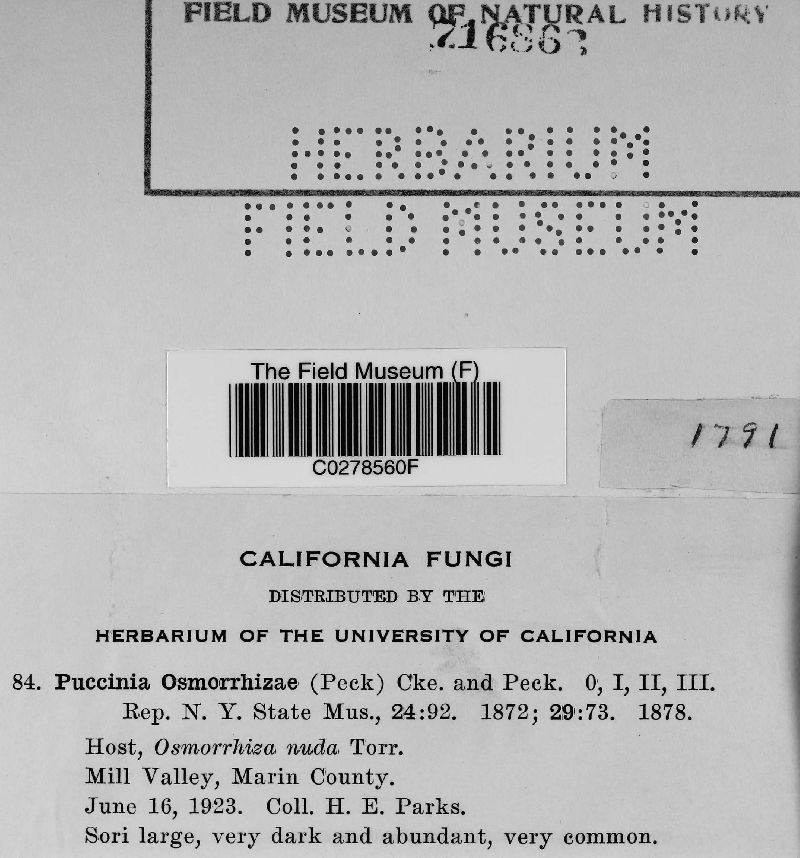 FIELD MUSEUM OF NATURAL HISTORY
HERBARIUM
FIELD MUSEUM
The Field Museum (F)
C0278560F
1791
CALIFORNIA FUNGI
DISTRIBUTED BY THE
HERBARIUM OF THE UNIVERSITY OF CALIFORNIA
84. Puccinia Osmorrhizae (Peck) Cke. and Peck. 0, I, II, III.
Rep. N. Y. State Mus., 24:92. 1872; 29:73. 1878.
Host, Osmorrhiza nuda Torr.
Mill Valley, Marin County.
June 16, 1923. Coll. H. E. Parks.
Sori large, very dark and abundant, very common.